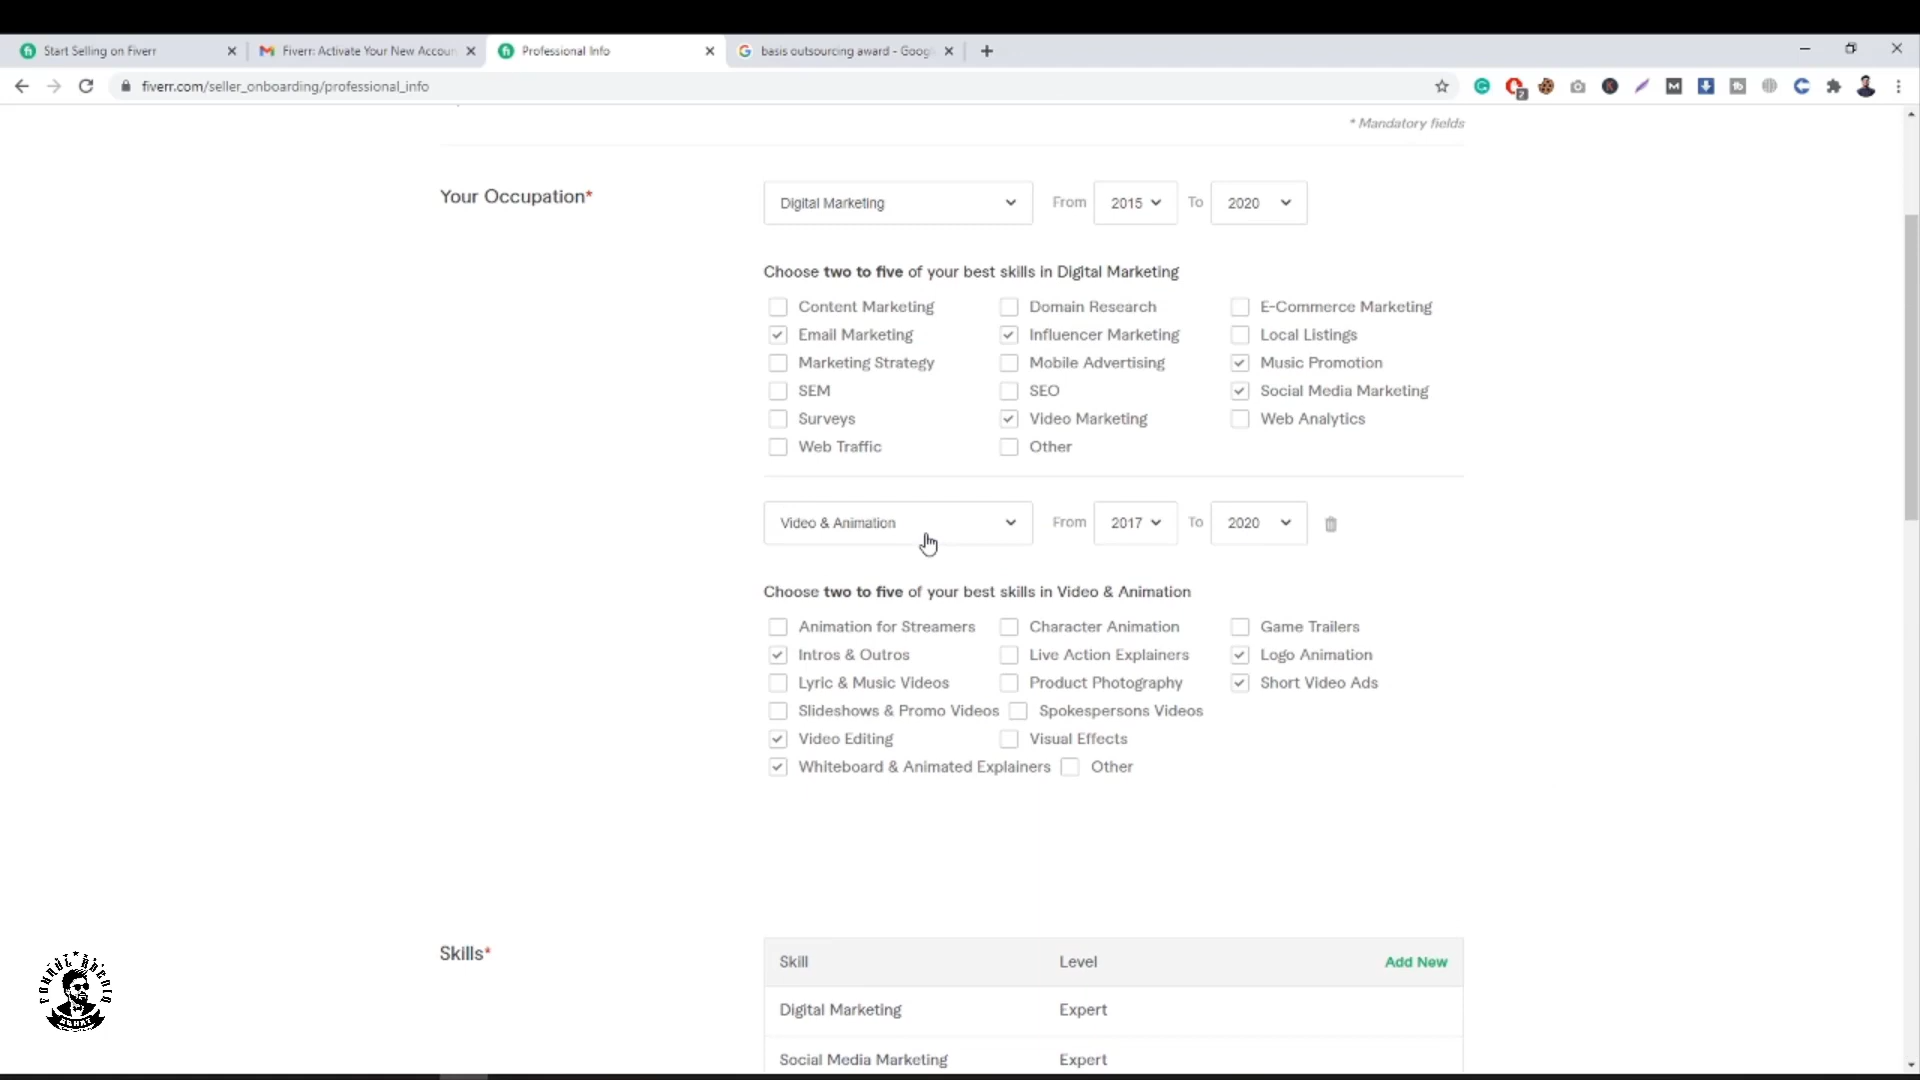 Start Selling on Fiverr
Fiverr: Activate Your New Accoun
Professional Info
basis outsourcing award - Goog
fiverr.com/seller_onboarding/professional_info
2
* Mandatory fields
Your Occupation*
Digital Marketing From 2015 To 2020
Choose two to five of your best skills in Digital Marketing
Content Marketing Domain Research E-Commerce Marketing
Email Marketing Influencer Marketing Local Listings
Marketing Strategy Mobile Advertising Music Promotion
SEM SEO Social Media Marketing
Surveys Video Marketing Web Analytics
Web Traffic Other
Video & Animation From 2017 To 2020
Choose two to five of your best skills in Video & Animation
Animation for Streamers Character Animation Game Trailers
Intros & Outros Live Action Explainers Logo Animation
Lyric & Music Videos Product Photography Short Video Ads
Slideshows & Promo Videos Spokespersons Videos
Video Editing Visual Effects
Whiteboard & Animated Explainers Other
Skills*
Skill Level Add New
Digital Marketing Expert
Social Media Marketing Expert